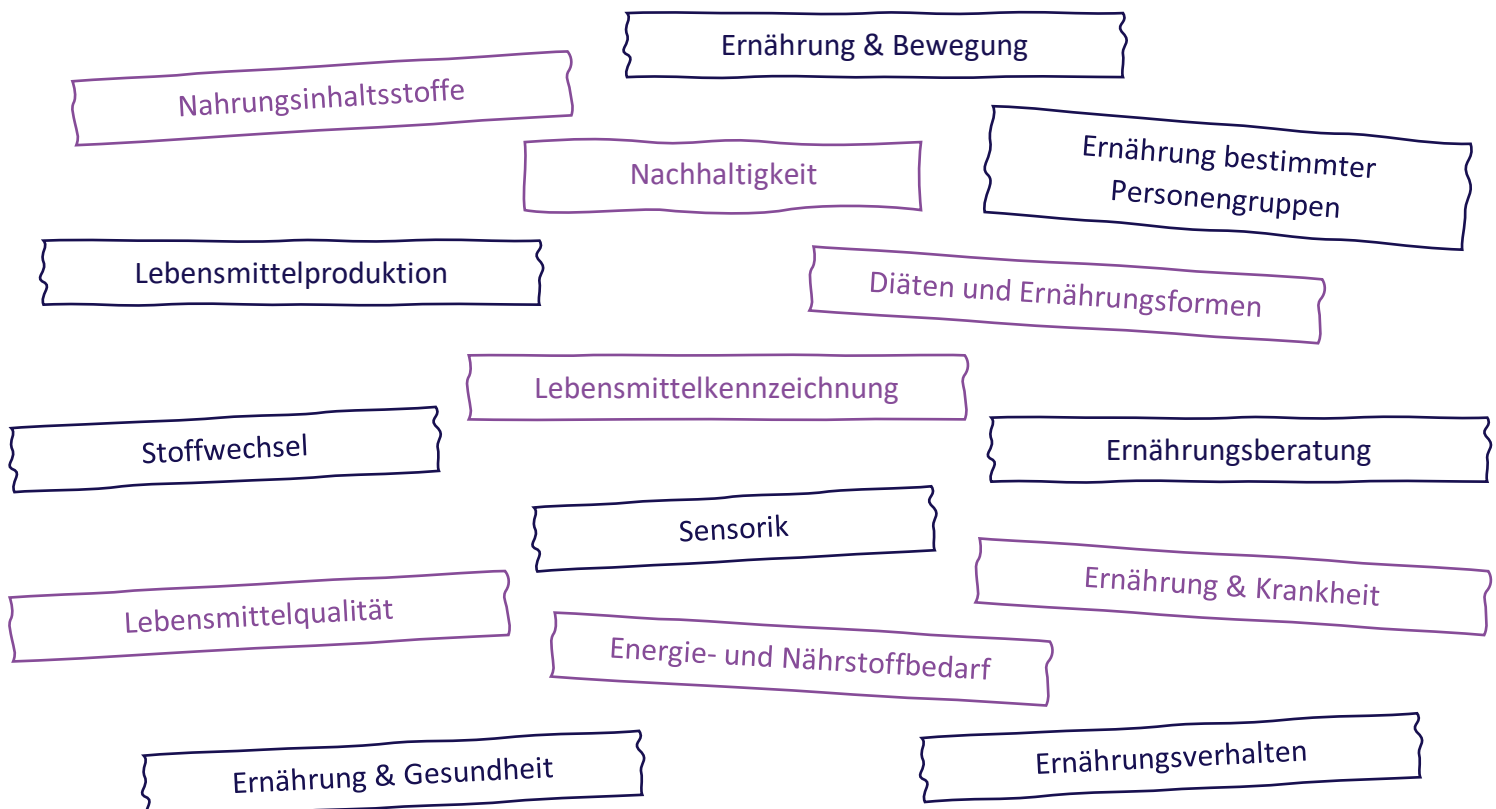 Ernährung & Bewegung
Nahrungsinhaltsstoffe
Nachhaltigkeit
Ernährung bestimmter
Personengruppen
Lebensmittelproduktion
Diäten und Ernährungsformen
Lebensmittelkennzeichnung
Stoffwechsel
Ernährungsberatung
Sensorik
Ernährung & Krankheit
Lebensmittelqualität
Energie- und Nährstoffbedarf
Ernährung & Gesundheit
Ernährungsverhalten